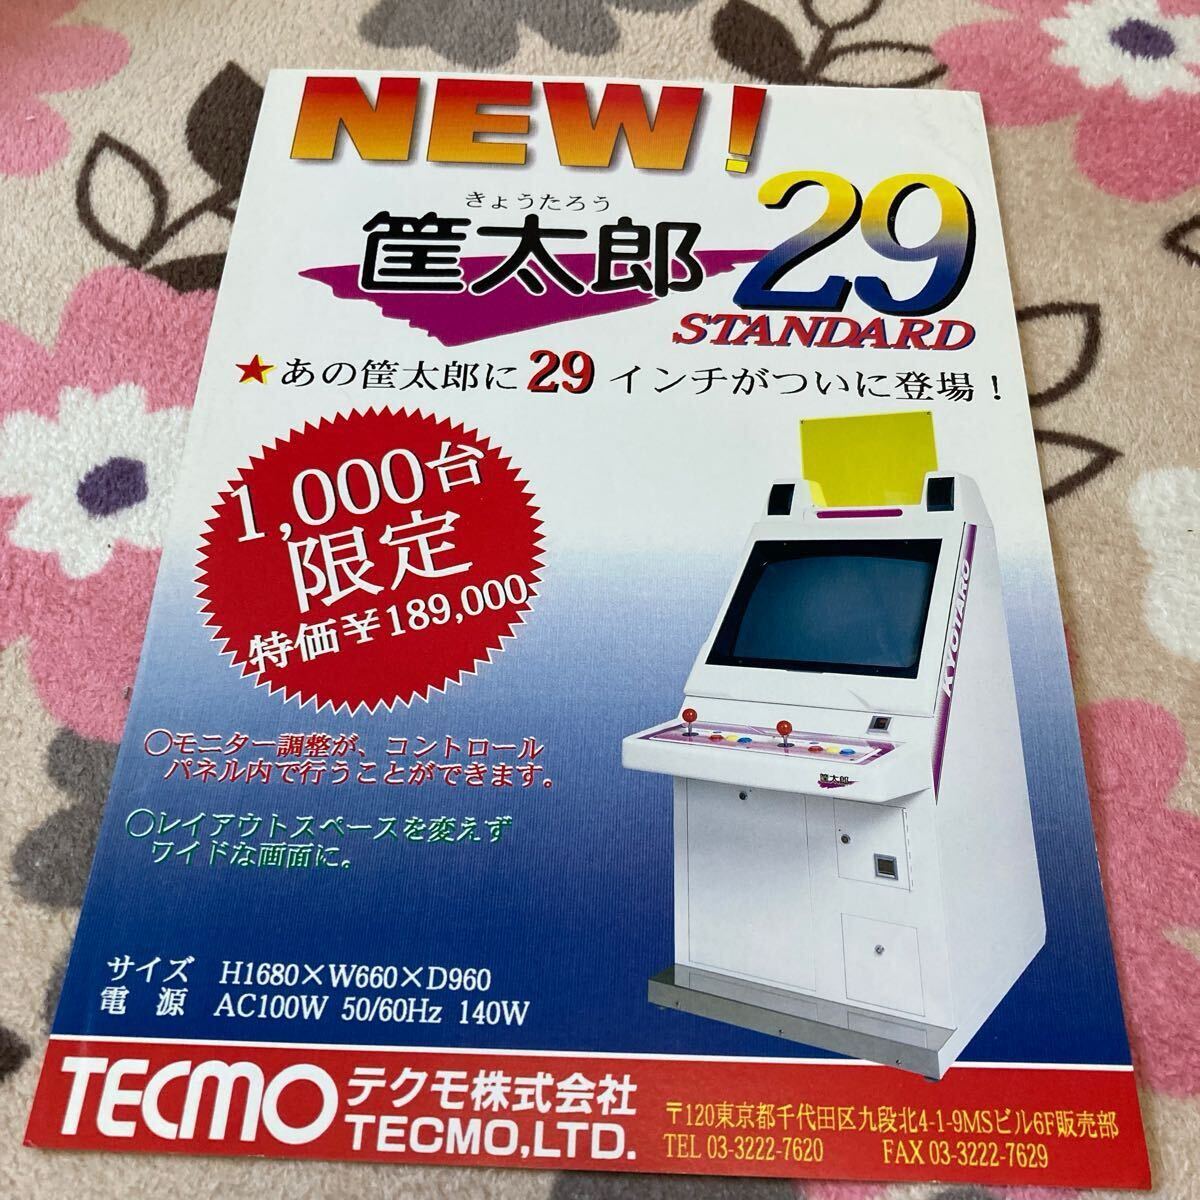 NEW!
きょうたろう
筐太郎 29
STANDARD
★あの筐太郎に 29 インチがついに登場！
1,000台
限定
特価￥189,000
KYOTARO
筐太郎
○モニター調整が、コントロール
パネル内で行うことができます。
○レイアウトスペースを変えず
ワイドな画面に。
サイズ H1680×W660×D960
電 源 AC100W 50/60Hz 140W
TECMO テクモ株式会社
TECMO,LTD.
〒120東京都千代田区九段北4-1-9MSビル6F販売部
TEL 03-3222-7620 FAX 03-3222-7629